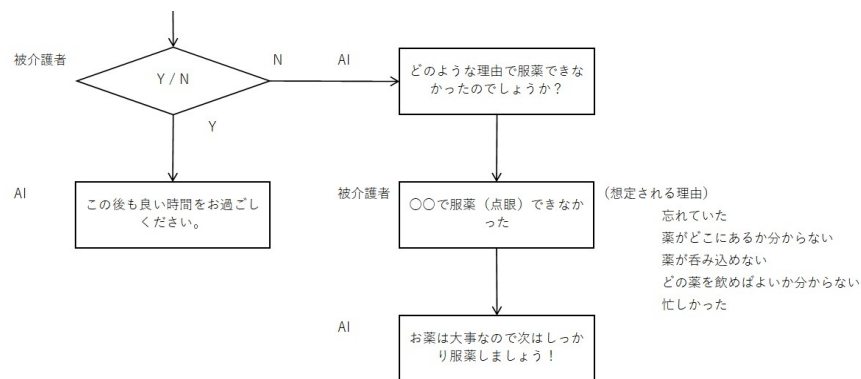 被介護者
Y / N
N
AI
どのような理由で服薬できな
かったのでしょうか？
Y
AI
この後も良い時間をお過ごし
ください。
被介護者
〇〇で服薬（点眼）できなか
った
（想定される理由）
忘れていた
薬がどこにあるか分からない
薬が呑み込めない
どの薬を飲めばよいか分からない
忙しかった
AI
お薬は大事なので次はしっか
り服薬しましょう！